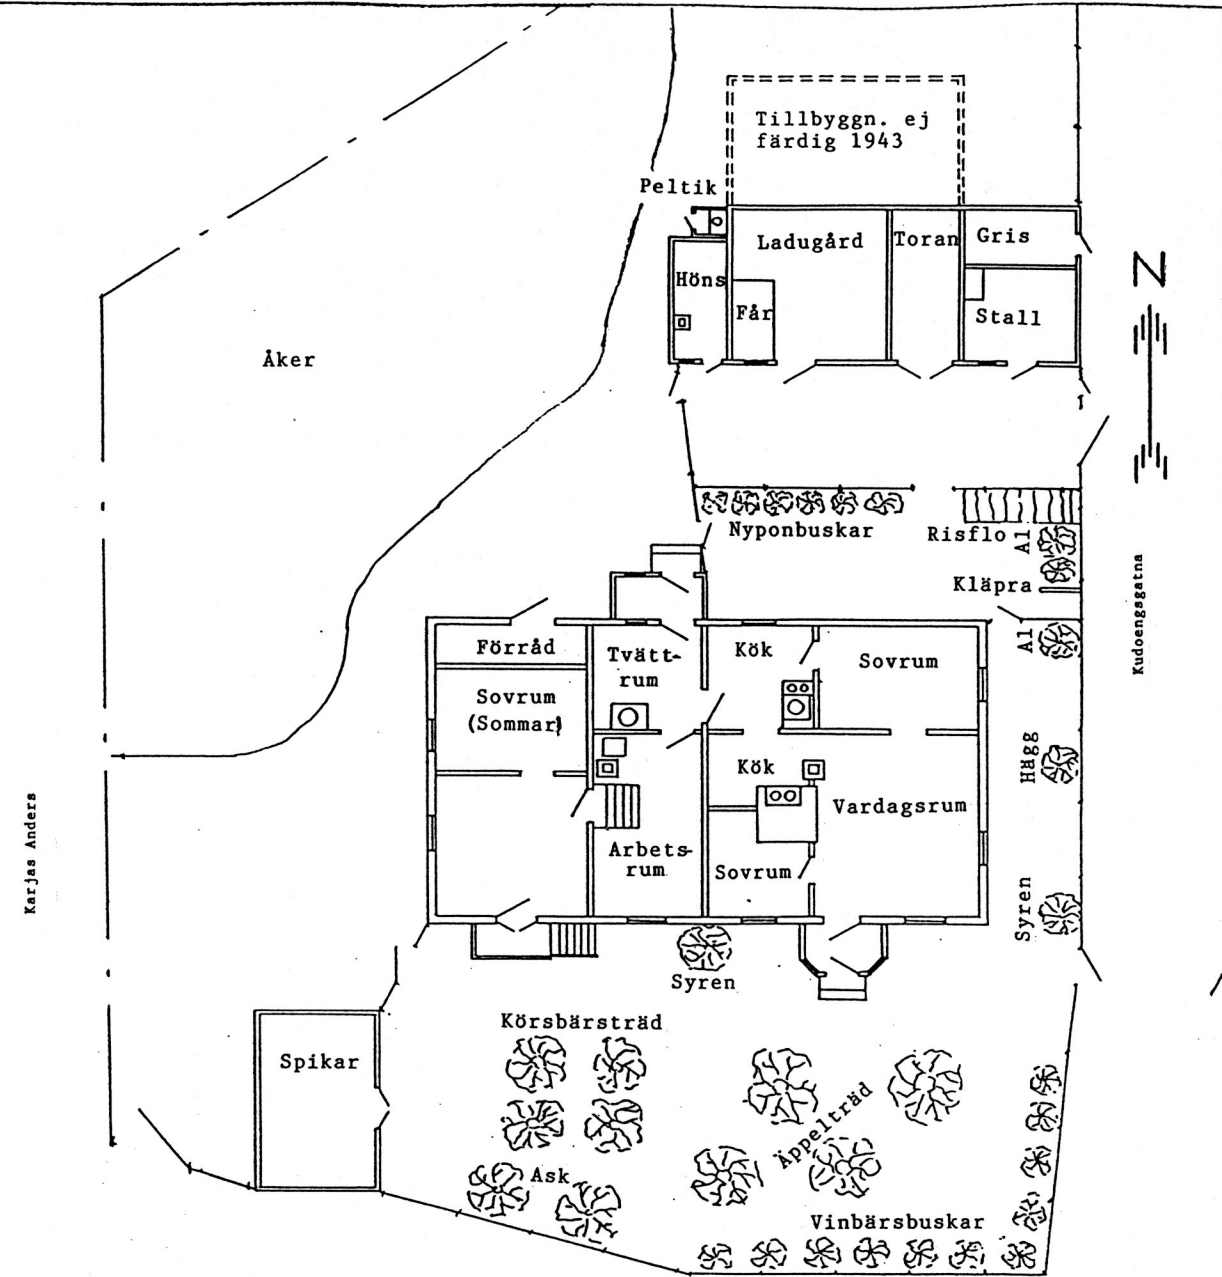 Tillbyggn. ej
färdig 1943
Peltik
Ladugård
Toran
Gris
Höns
Får
Stall
N
Åker
Nyponbuskar
Risflo
Al
Kläpra
Kudoengsgatna
Förråd
Tvätt-
rum
Kök
Sovrum
Al
Sovrum
(Sommar)
Kök
Hägg
Vardagsrum
Karjas Anders
Arbets-
rum
Sovrum
Syren
Syren
Körsbärsträd
Spikar
Äppelträd
Ask
Vinbärsbuskar